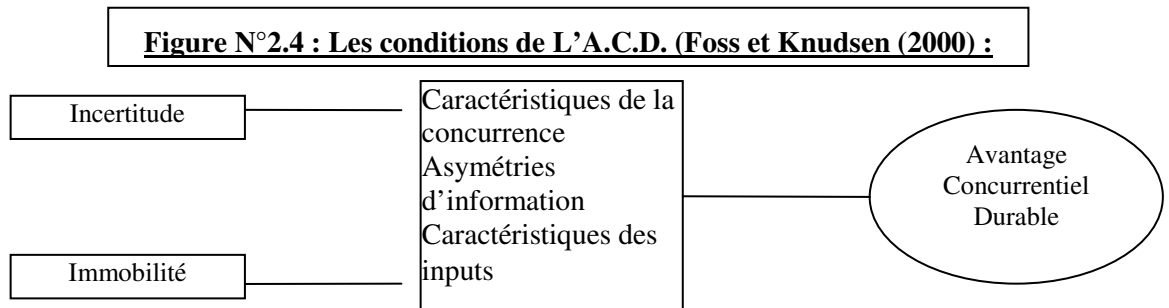 Figure N°2.4 : Les conditions de L’A.C.D. (Foss et Knudsen (2000) :
Incertitude
Immobilité
Caractéristiques de la
concurrence
Asymétries
d’information
Caractéristiques des
inputs
Avantage
Concurrentiel
Durable